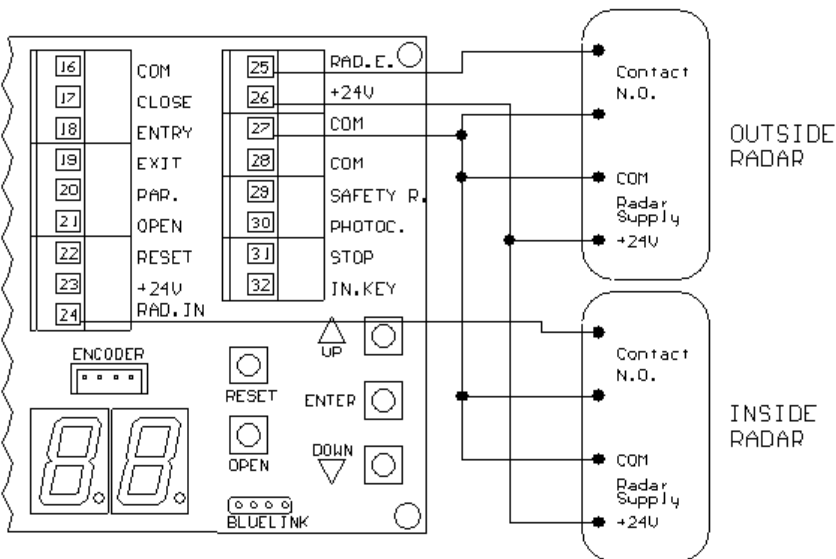 16 COM
17 CLOSE
18 ENTRY
19 EXIT
20 PAR.
21 OPEN
22 RESET
23 +24V
24 RAD.IN
25 RAD.E.
26 +24V
27 COM
28 COM
29 SAFETY R.
30 PHOTOC.
31 STOP
32 IN.KEY
ENCODER
88
RESET
OPEN
UP
ENTER
DOWN
BLUELINK
Contact
N.O.
COM
Radar
Supply
+24V
OUTSIDE
RADAR
Contact
N.O.
COM
Radar
Supply
+24V
INSIDE
RADAR